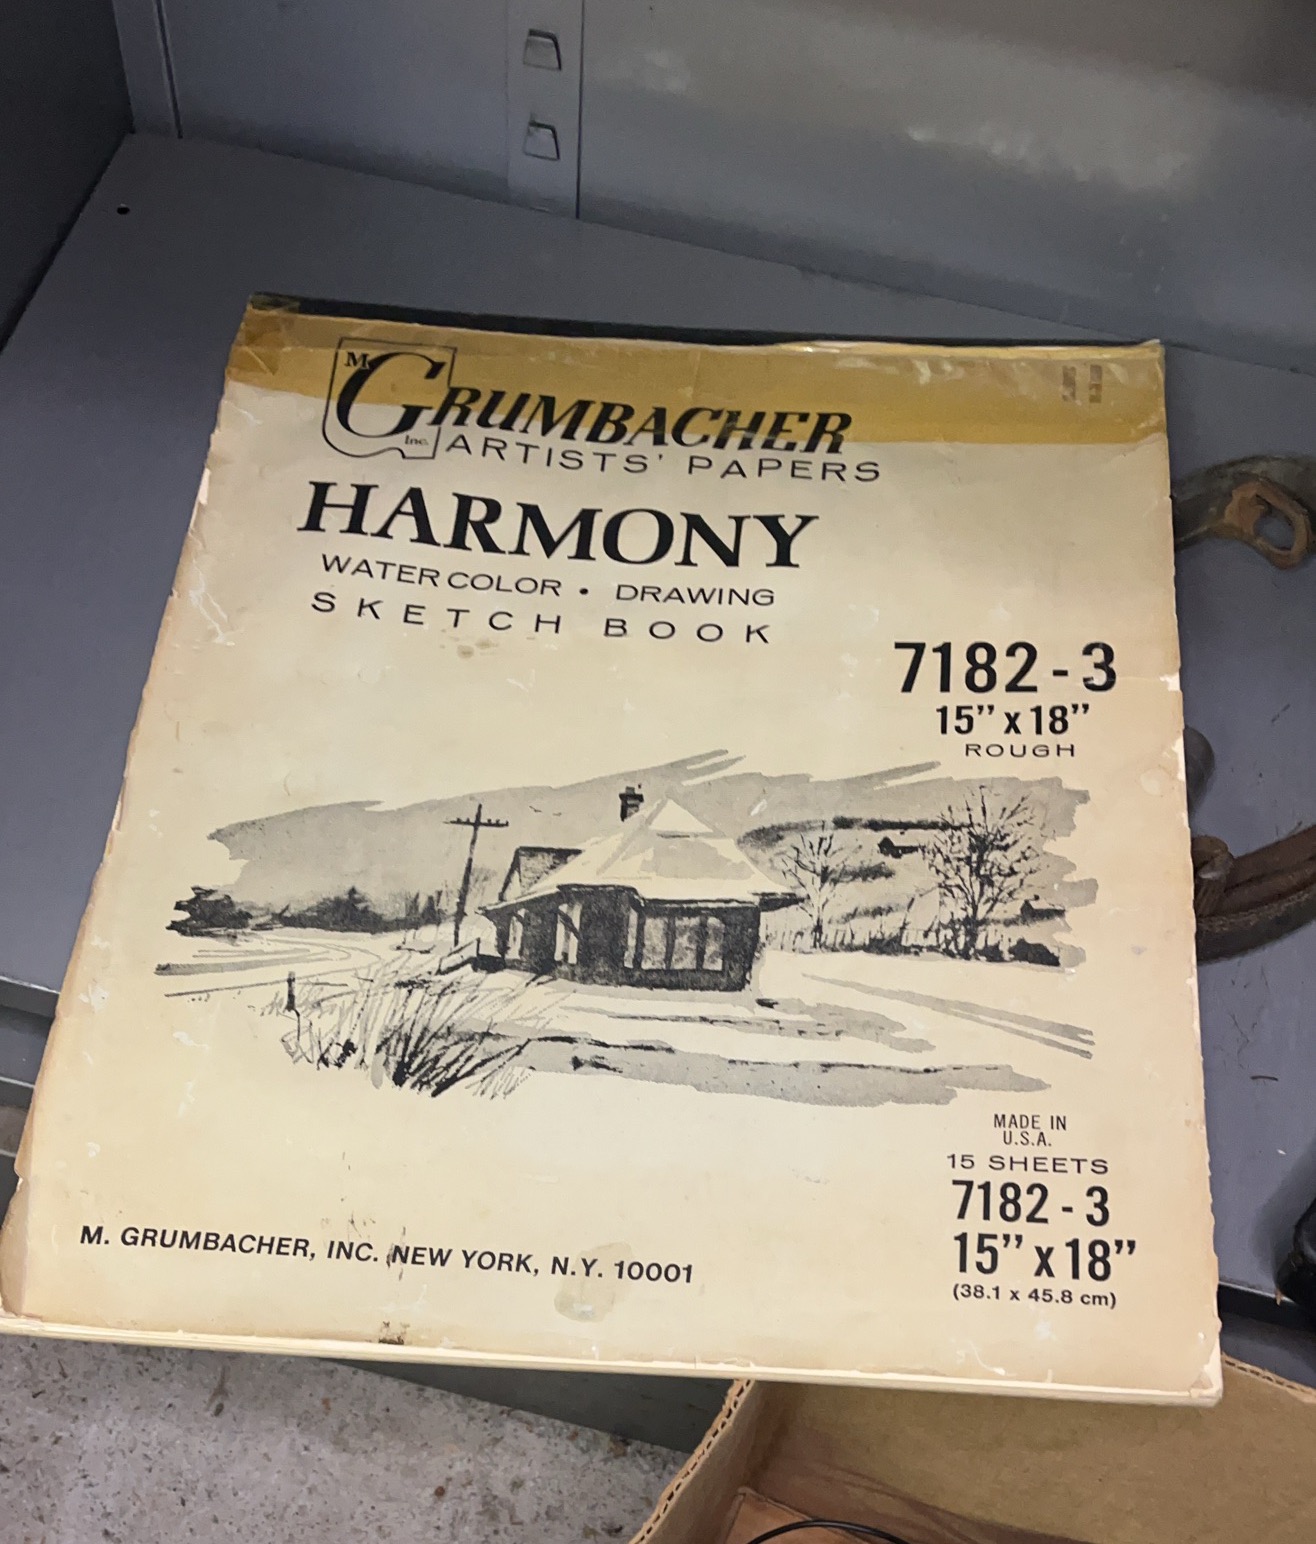 M GRUMBACHER
Inc. ARTISTS' PAPERS
HARMONY
WATER COLOR • DRAWING
SKETCH BOOK
7182-3
15” x 18”
ROUGH
MADE IN
U.S.A.
15 SHEETS
7182-3
15” x 18”
(38.1 x 45.8 cm)
M. GRUMBACHER, INC. NEW YORK, N.Y. 10001